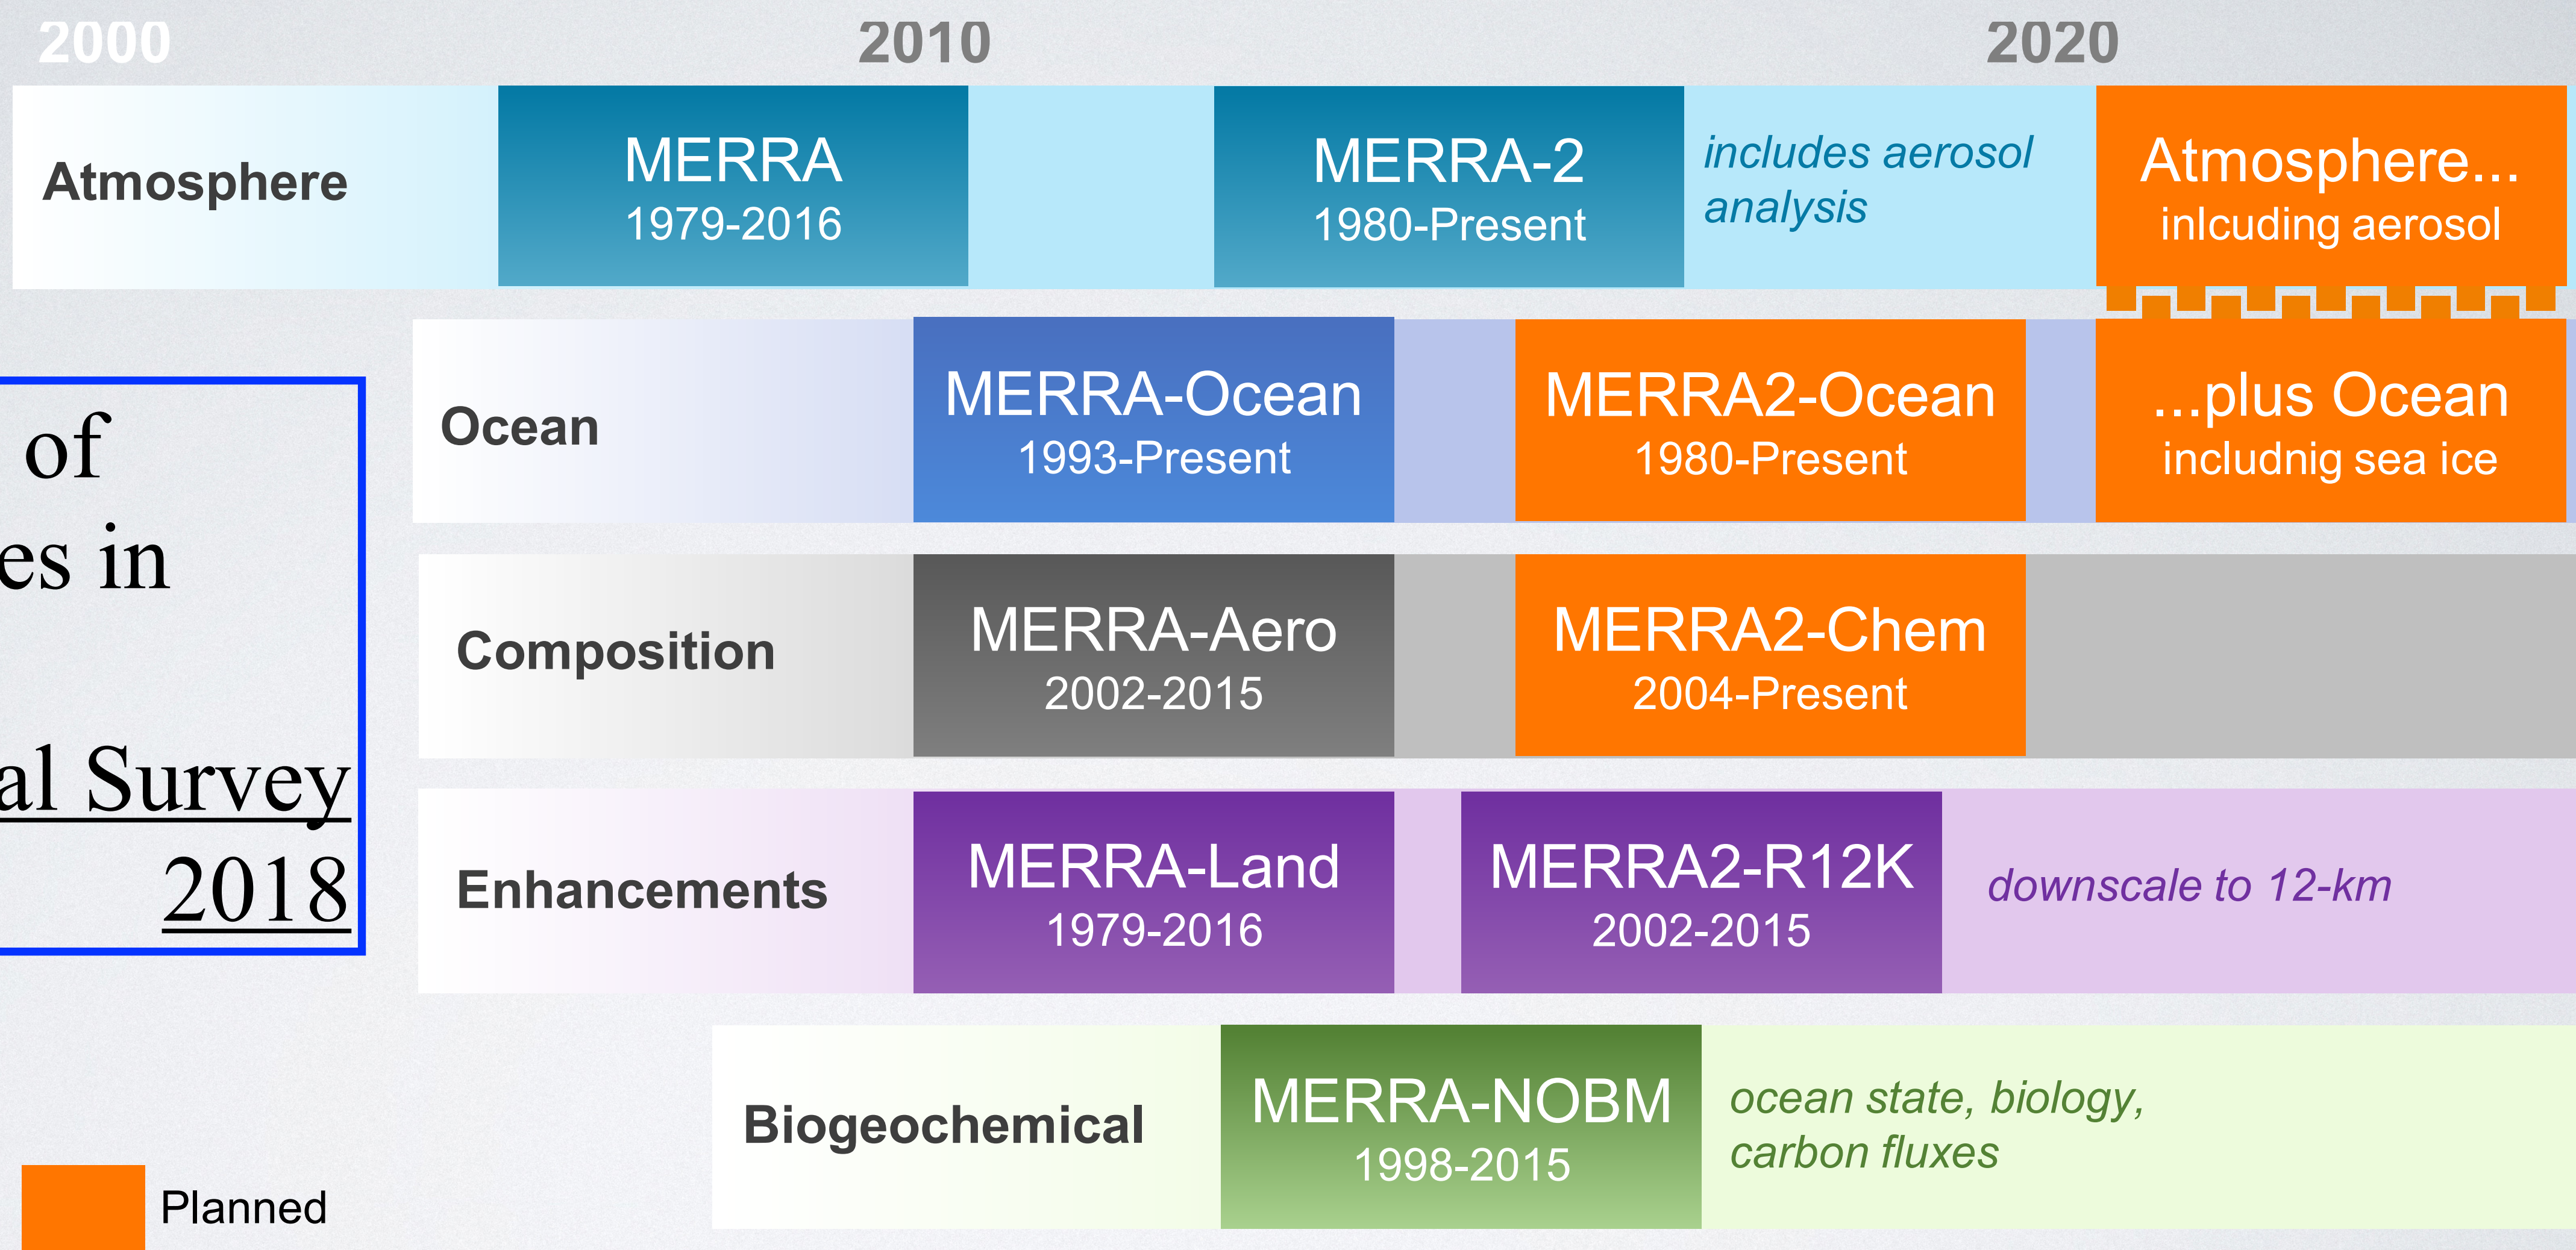 2000
2010
2020
Atmosphere
MERRA
1979-2016
MERRA-2
1980-Present
includes aerosol
analysis
Atmosphere...
inlcuding aerosol
of
es in
al Survey
2018
Ocean
MERRA-Ocean
1993-Present
MERRA2-Ocean
1980-Present
...plus Ocean
includnig sea ice
Composition
MERRA-Aero
2002-2015
MERRA2-Chem
2004-Present
Enhancements
MERRA-Land
1979-2016
MERRA2-R12K
2002-2015
downscale to 12-km
Biogeochemical
MERRA-NOBM
1998-2015
ocean state, biology,
carbon fluxes
Planned